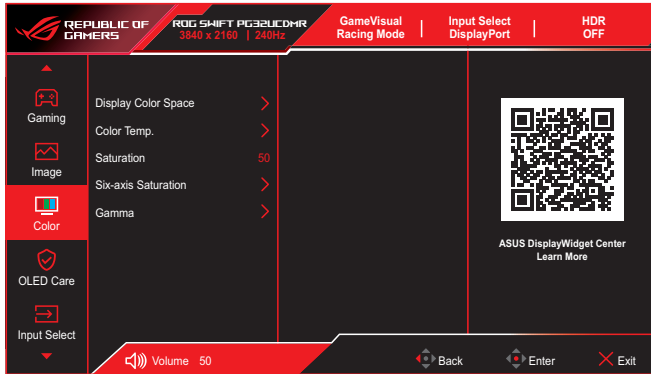 REPUBLIC OF
GAMERS
ROG SWIFT PG32UCDMR
3840 x 2160 | 240Hz
GameVisual
Racing Mode
Input Select
DisplayPort
HDR
OFF
Gaming
Image
Color
OLED Care
Input Select
Display Color Space
Color Temp.
Saturation 50
Six-axis Saturation
Gamma
ASUS DisplayWidget Center
Learn More
Volume 50
Back
Enter
Exit